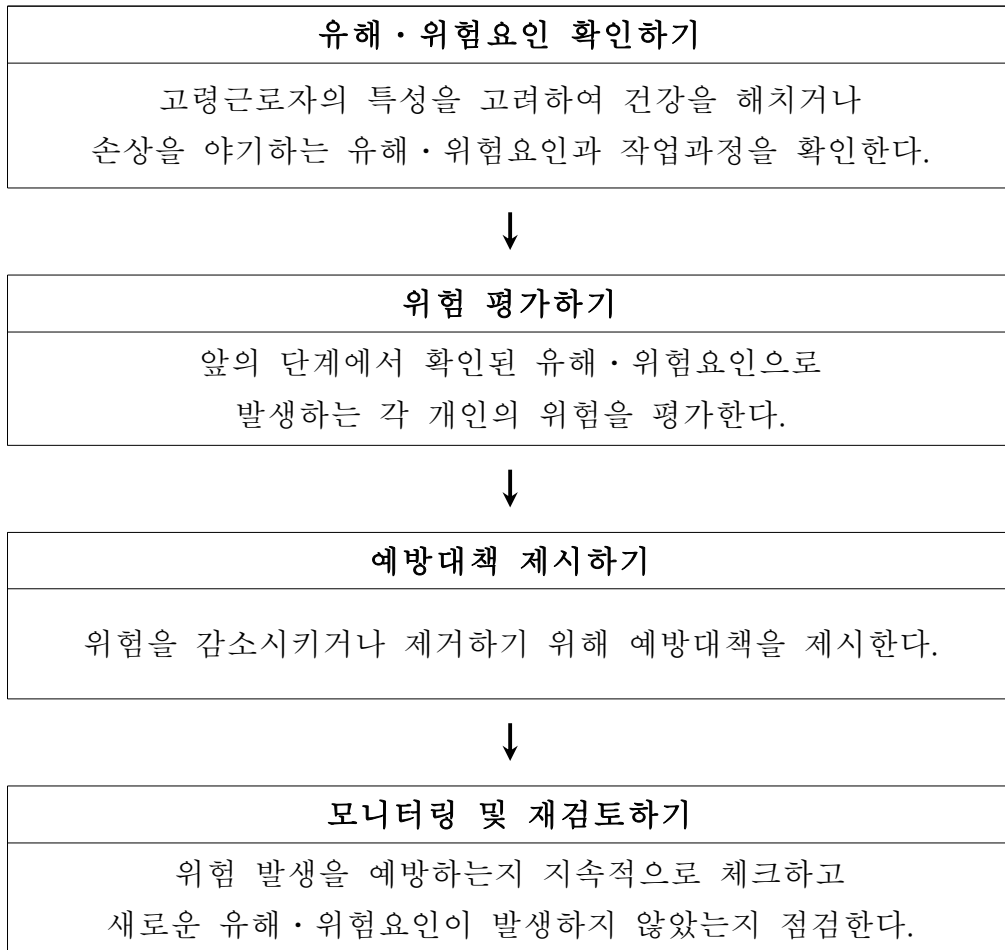 유해・위험요인 확인하기
고령근로자의 특성을 고려하여 건강을 해치거나
손상을 야기하는 유해・위험요인과 작업과정을 확인한다.
↓
위험 평가하기
앞의 단계에서 확인된 유해・위험요인으로
발생하는 각 개인의 위험을 평가한다.
↓
예방대책 제시하기
위험을 감소시키거나 제거하기 위해 예방대책을 제시한다.
↓
모니터링 및 재검토하기
위험 발생을 예방하는지 지속적으로 체크하고
새로운 유해・위험요인이 발생하지 않았는지 점검한다.